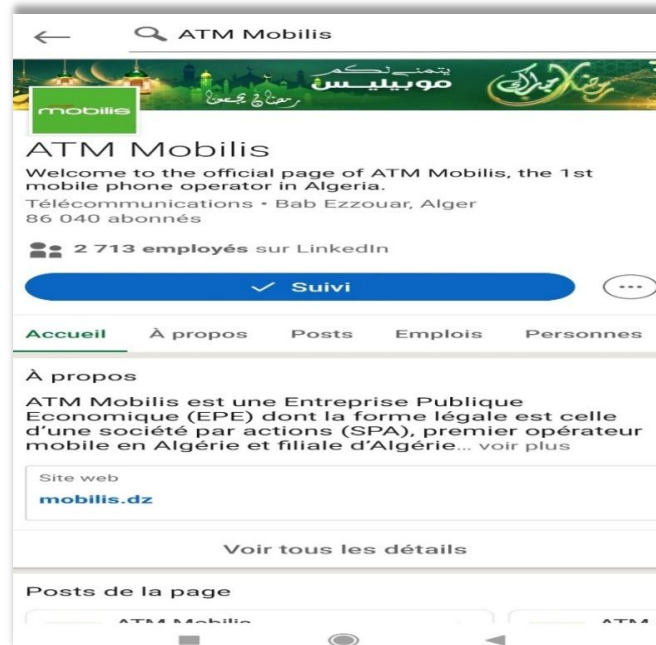 ATM Mobilis
يتمنى لكم
موبيليس
رمضان يجمعنا
mobilis
ATM Mobilis
Welcome to the official page of ATM Mobilis, the 1st
mobile phone operator in Algeria.
Télécommunications • Bab Ezzouar, Alger
86 040 abonnés
2 713 employés sur LinkedIn
Suivi
Accueil À propos Posts Emplois Personnes
À propos
ATM Mobilis est une Entreprise Publique
Economique (EPE) dont la forme légale est celle
d'une société par actions (SPA), premier opérateur
mobile en Algérie et filiale d'Algérie... voir plus
Site web
mobilis.dz
Voir tous les détails
Posts de la page
ATM Mobilis ATM